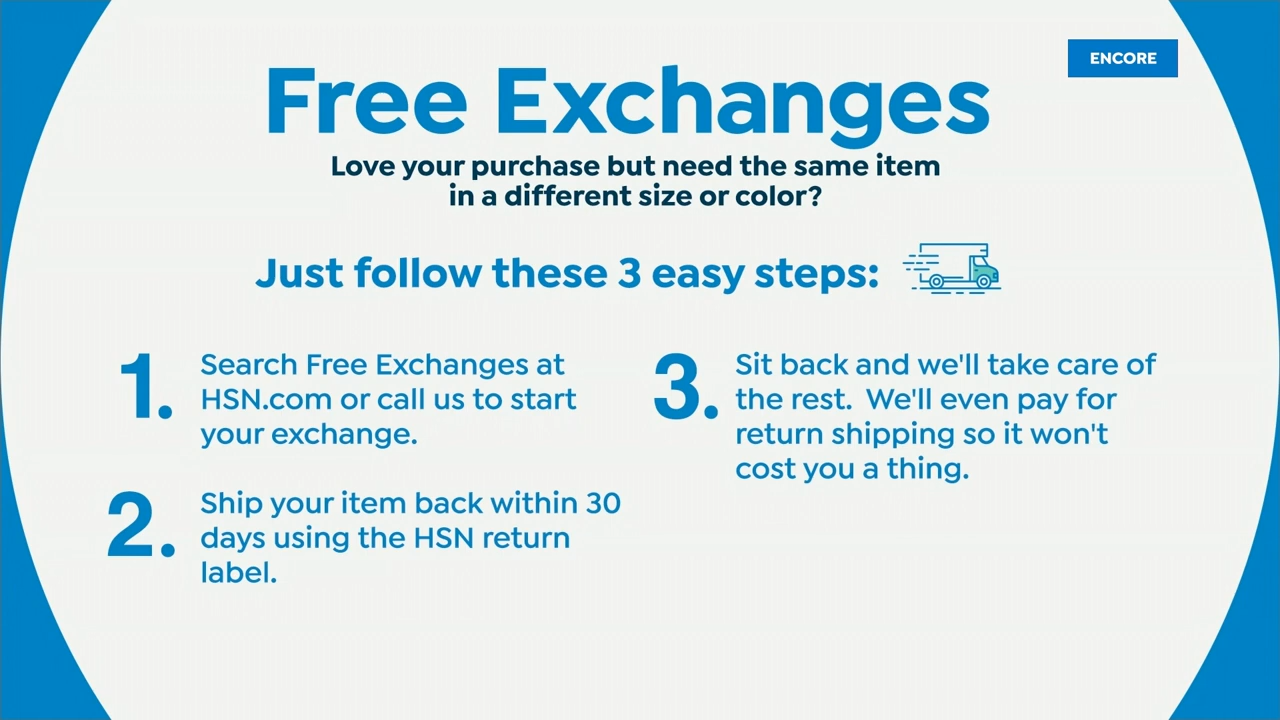 ENCORE
Free Exchanges
Love your purchase but need the same item
in a different size or color?
Just follow these 3 easy steps:
1. Search Free Exchanges at
HSN.com or call us to start
your exchange.
2. Ship your item back within 30
days using the HSN return
label.
3. Sit back and we'll take care of
the rest.  We'll even pay for
return shipping so it won't
cost you a thing.